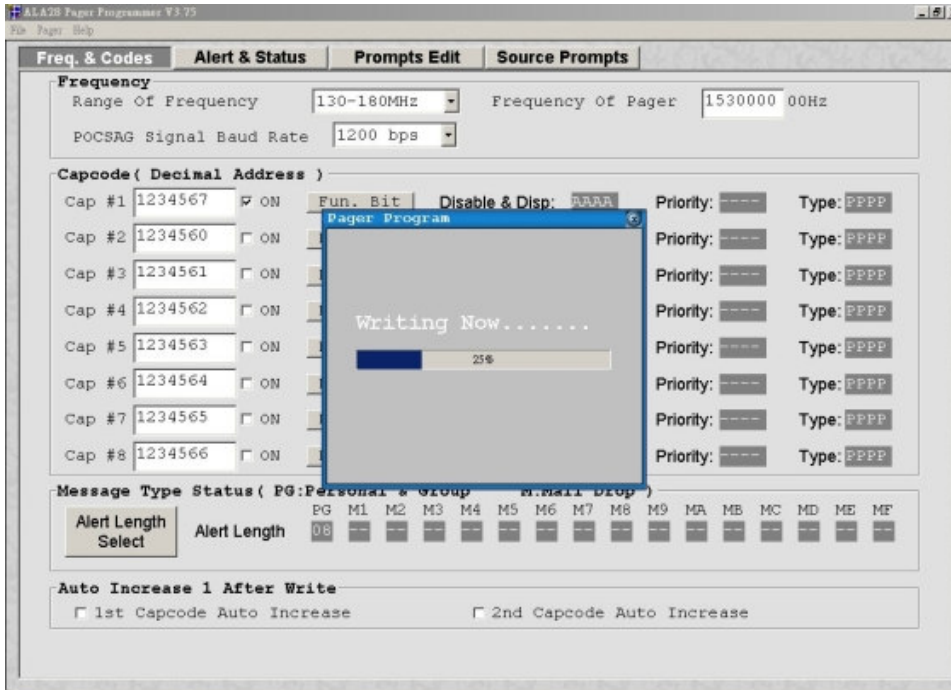 ALA28 Pager Programmer V3.75
File Pager Help
Freq. & Codes Alert & Status Prompts Edit Source Prompts
Frequency
Range Of Frequency 130-180MHz Frequency Of Pager 1530000 00Hz
POCSAG Signal Baud Rate 1200 bps
Capcode( Decimal Address )
Cap #1 1234567 ON Fun. Bit Disable & Disp: AAAA Priority: ---- Type: PPPP
Pager Program
Cap #2 1234560 ON Priority: ---- Type: PPPP
Cap #3 1234561 ON Priority: ---- Type: PPPP
Cap #4 1234562 ON Priority: ---- Type: PPPP
Writing Now.......
Cap #5 1234563 ON 25% Priority: ---- Type: PPPP
Cap #6 1234564 ON Priority: ---- Type: PPPP
Cap #7 1234565 ON Priority: ---- Type: PPPP
Cap #8 1234566 ON Priority: ---- Type: PPPP
Message Type Status( PG:Personal & Group M:Mail Drop )
PG M1 M2 M3 M4 M5 M6 M7 M8 M9 MA MB MC MD ME MF
Alert Length Select Alert Length 08 -- -- -- -- -- -- -- -- -- -- -- -- -- -- --
Auto Increase 1 After Write
1st Capcode Auto Increase 2nd Capcode Auto Increase